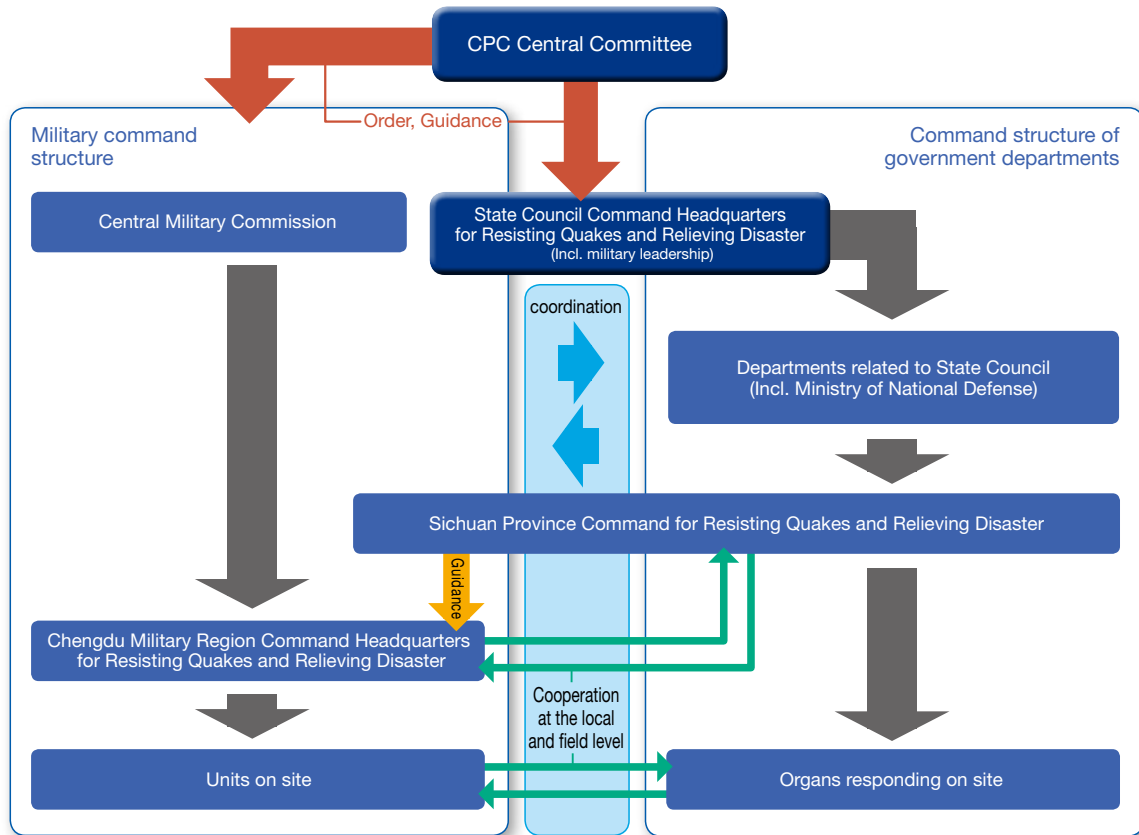 CPC Central Committee
Order, Guidance
Military command
structure
Command structure of
government departments
Central Military Commission
State Council Command Headquarters
for Resisting Quakes and Relieving Disaster
(Incl. military leadership)
coordination
Departments related to State Council
(Incl. Ministry of National Defense)
Sichuan Province Command for Resisting Quakes and Relieving Disaster
Guidance
Chengdu Military Region Command Headquarters
for Resisting Quakes and Relieving Disaster
Cooperation
at the local
and field level
Units on site
Organs responding on site